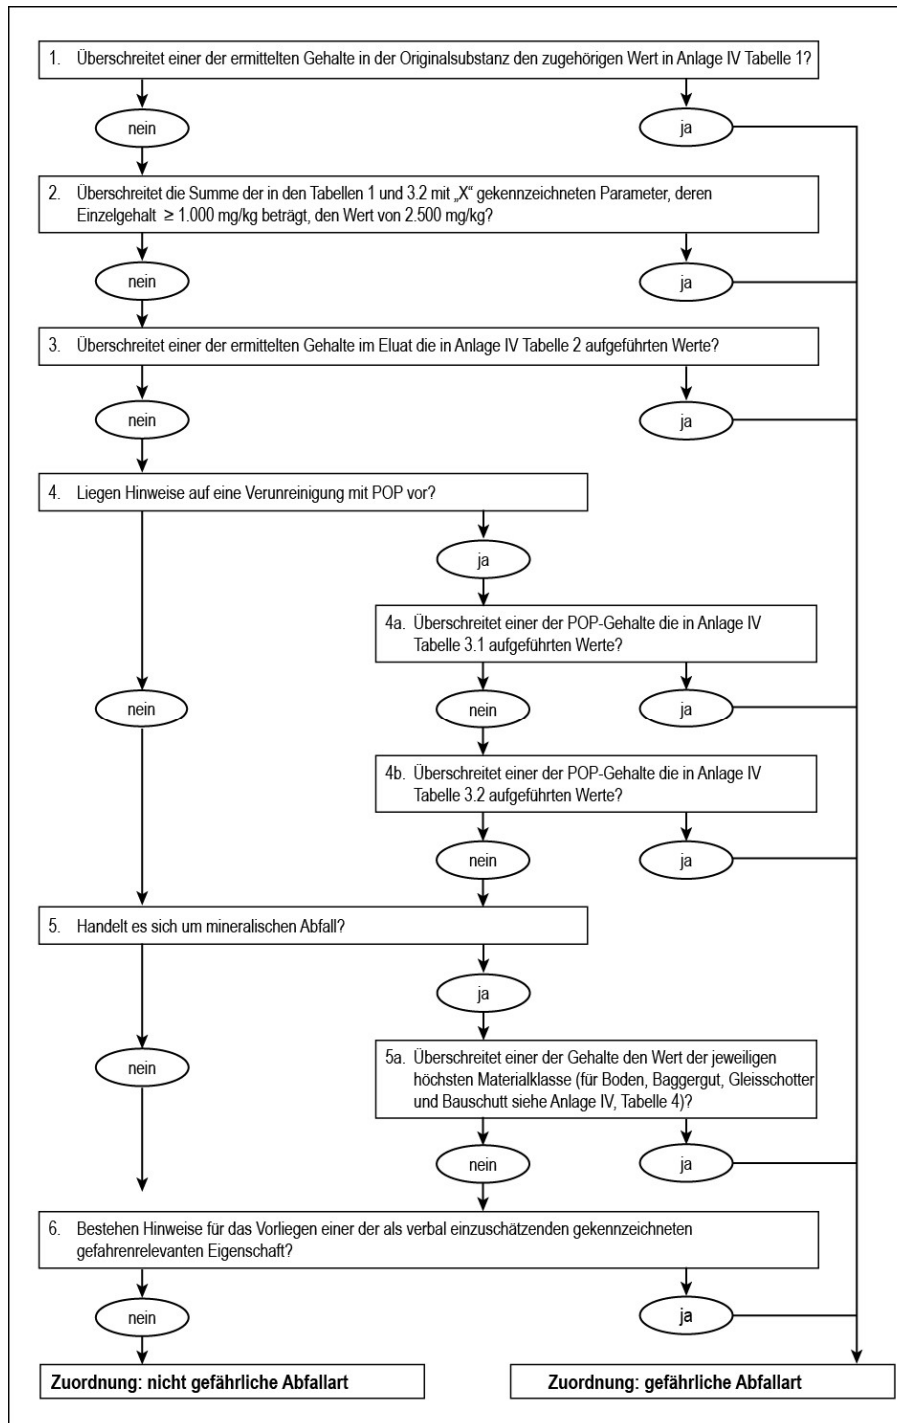 1. Überschreitet einer der ermittelten Gehalte in der Originalsubstanz den zugehörigen Wert in Anlage IV Tabelle 1?
nein
ja
2. Überschreitet die Summe der in den Tabellen 1 und 3.2 mit „X“ gekennzeichneten Parameter, deren
Einzelgehalt ≥ 1.000 mg/kg beträgt, den Wert von 2.500 mg/kg?
nein
ja
3. Überschreitet einer der ermittelten Gehalte im Eluat die in Anlage IV Tabelle 2 aufgeführten Werte?
nein
ja
4. Liegen Hinweise auf eine Verunreinigung mit POP vor?
ja
4a. Überschreitet einer der POP-Gehalte die in Anlage IV
Tabelle 3.1 aufgeführten Werte?
nein
nein
ja
4b. Überschreitet einer der POP-Gehalte die in Anlage IV
Tabelle 3.2 aufgeführten Werte?
nein
ja
5. Handelt es sich um mineralischen Abfall?
ja
nein
5a. Überschreitet einer der Gehalte den Wert der jeweiligen
höchsten Materialklasse (für Boden, Baggergut, Gleisschotter
und Bauschutt siehe Anlage IV, Tabelle 4)?
nein
ja
6. Bestehen Hinweise für das Vorliegen einer der als verbal einzuschätzenden gekennzeichneten
gefahrenrelevanten Eigenschaft?
nein
ja
Zuordnung: nicht gefährliche Abfallart
Zuordnung: gefährliche Abfallart